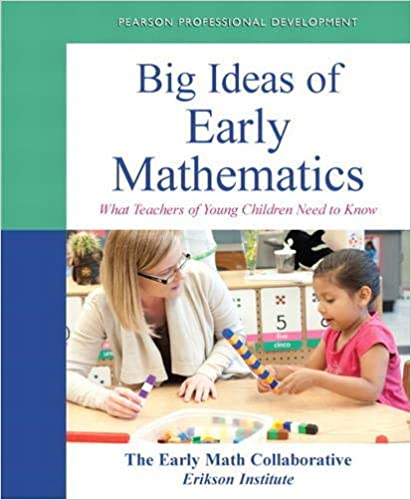 PEARSON PROFESSIONAL DEVELOPMENT
Big Ideas of
Early
Mathematics
What Teachers of Young Children Need to Know
5
five
cinco
The Early Math Collaborative
Erikson Institute